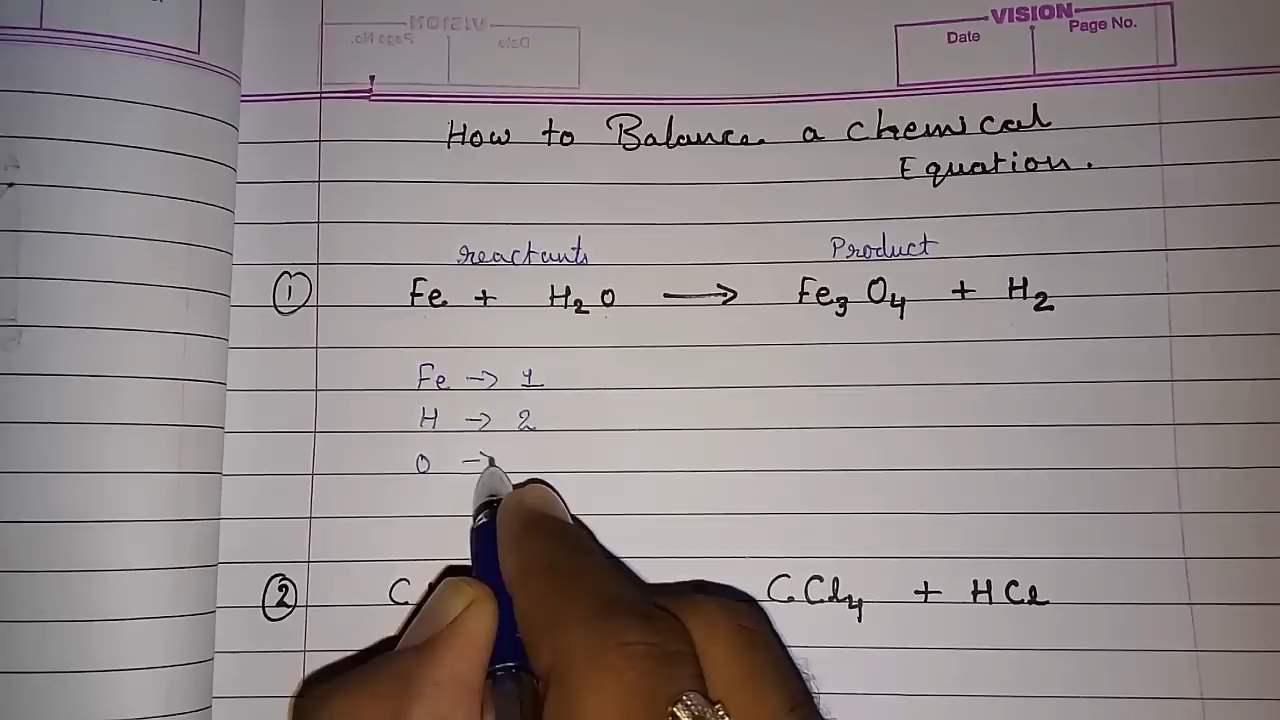 VISION
Date Page No.
How to Balance a Chemical
Equation.
reactants Product
① Fe + H₂O → Fe₃O₄ + H₂
Fe → 1
H → 2
O →
② C CCl₄ + HCl